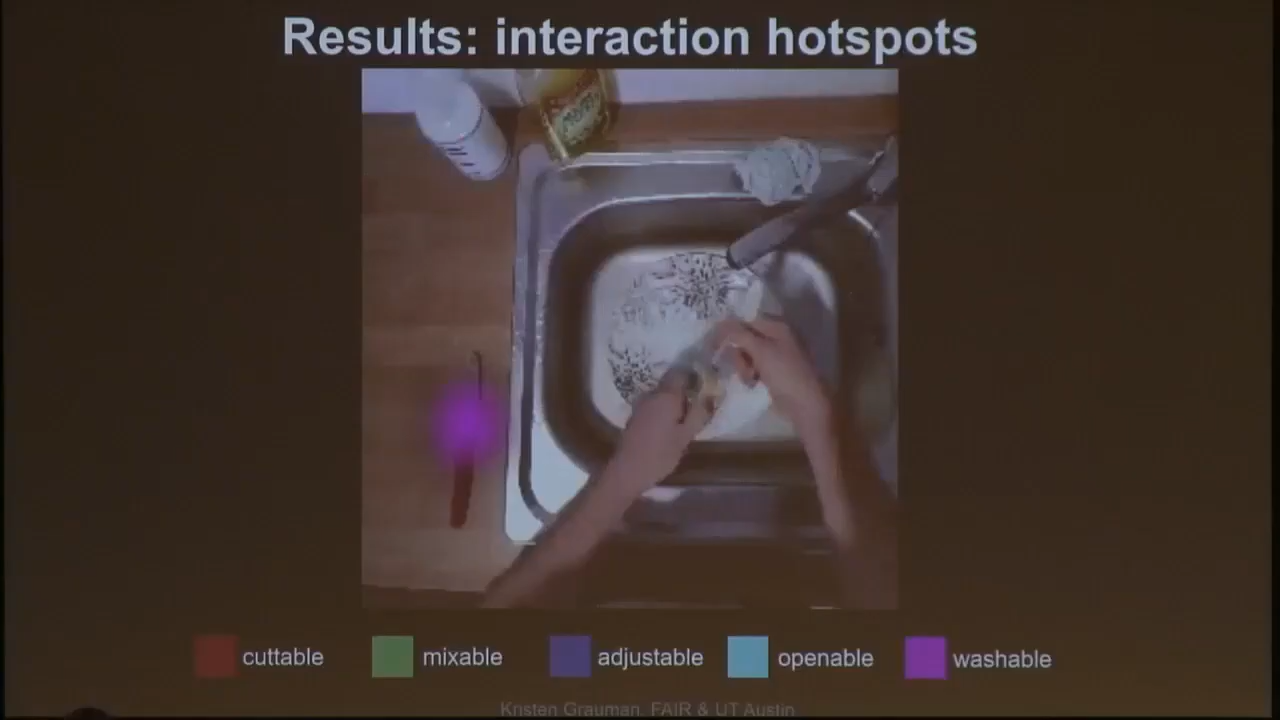 Results: interaction hotspots
cuttable
mixable
adjustable
openable
washable
Kristen Grauman, FAIR & UT Austin